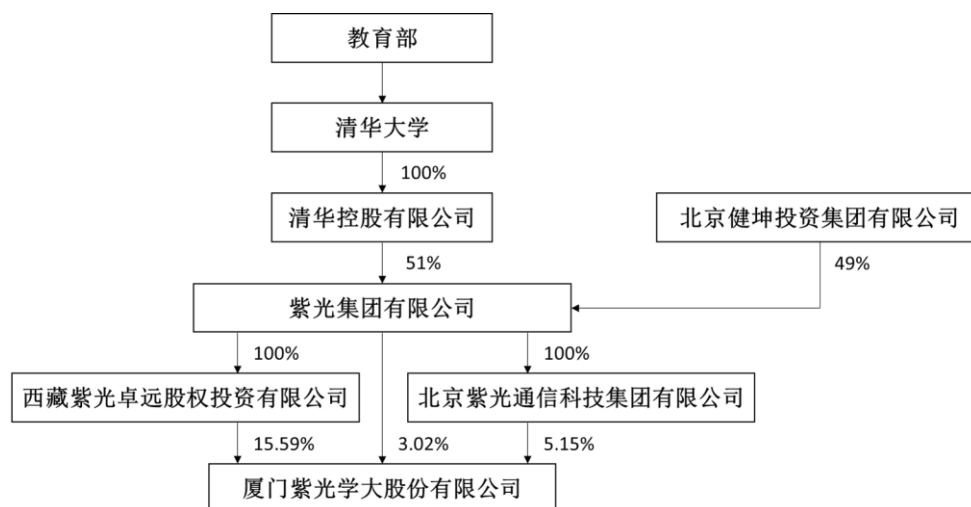 教育部
清华大学
100%
清华控股有限公司
北京健坤投资集团有限公司
51%
49%
紫光集团有限公司
100%
100%
西藏紫光卓远股权投资有限公司
北京紫光通信科技集团有限公司
15.59%
3.02%
5.15%
厦门紫光学大股份有限公司